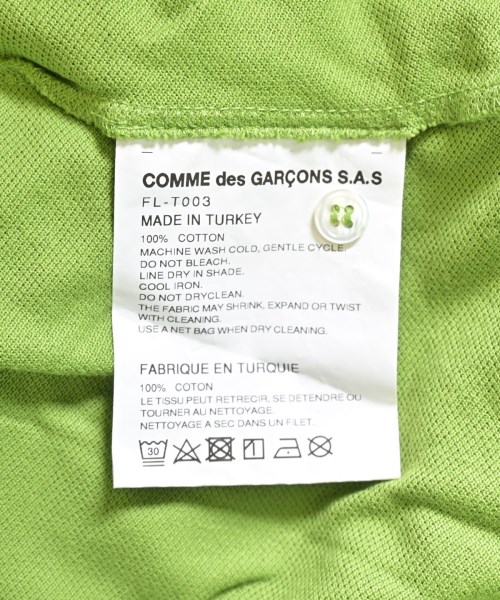 COMME des GARÇONS S.A.S
FL-T003
MADE IN TURKEY
100% COTTON
MACHINE WASH COLD, GENTLE CYCLE.
DO NOT BLEACH.
LINE DRY IN SHADE.
COOL IRON.
DO NOT DRYCLEAN.
THE FABRIC MAY SHRINK, EXPAND OR TWIST
WITH CLEANING.
USE A NET BAG WHEN DRY CLEANING.
FABRIQUE EN TURQUIE
100% COTON
LE TISSU PEUT RETRECIR, SE DETENDRE OU
TOURNER AU NETTOYAGE.
NETTOYAGE A SEC DANS UN FILET.
30